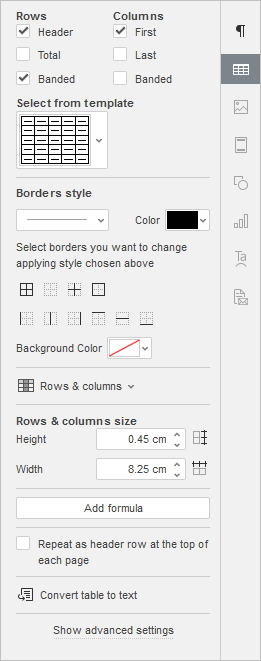 Rows Columns
Header First
Total Last
Banded Banded
Select from template
Borders style
Color
Select borders you want to change
applying style chosen above
Background Color
Rows & columns
Rows & columns size
Height 0.45 cm
Width 8.25 cm
Add formula
Repeat as header row at the top of
each page
Convert table to text
Show advanced settings
Ta